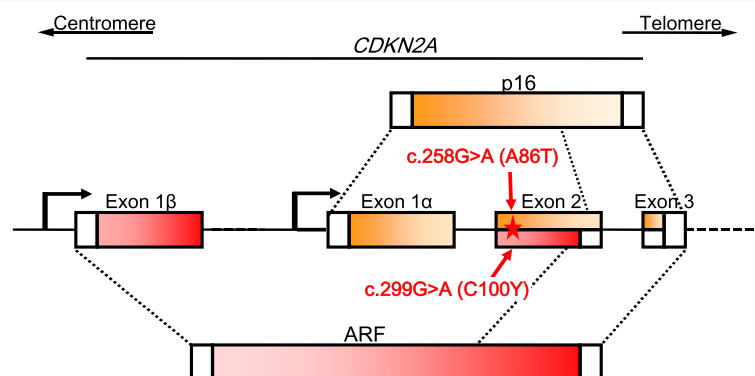 Centromere
Telomere
CDKN2A
p16
c.258G>A (A86T)
Exon 1β
Exon 1α
Exon 2
Exon 3
c.299G>A (C100Y)
ARF